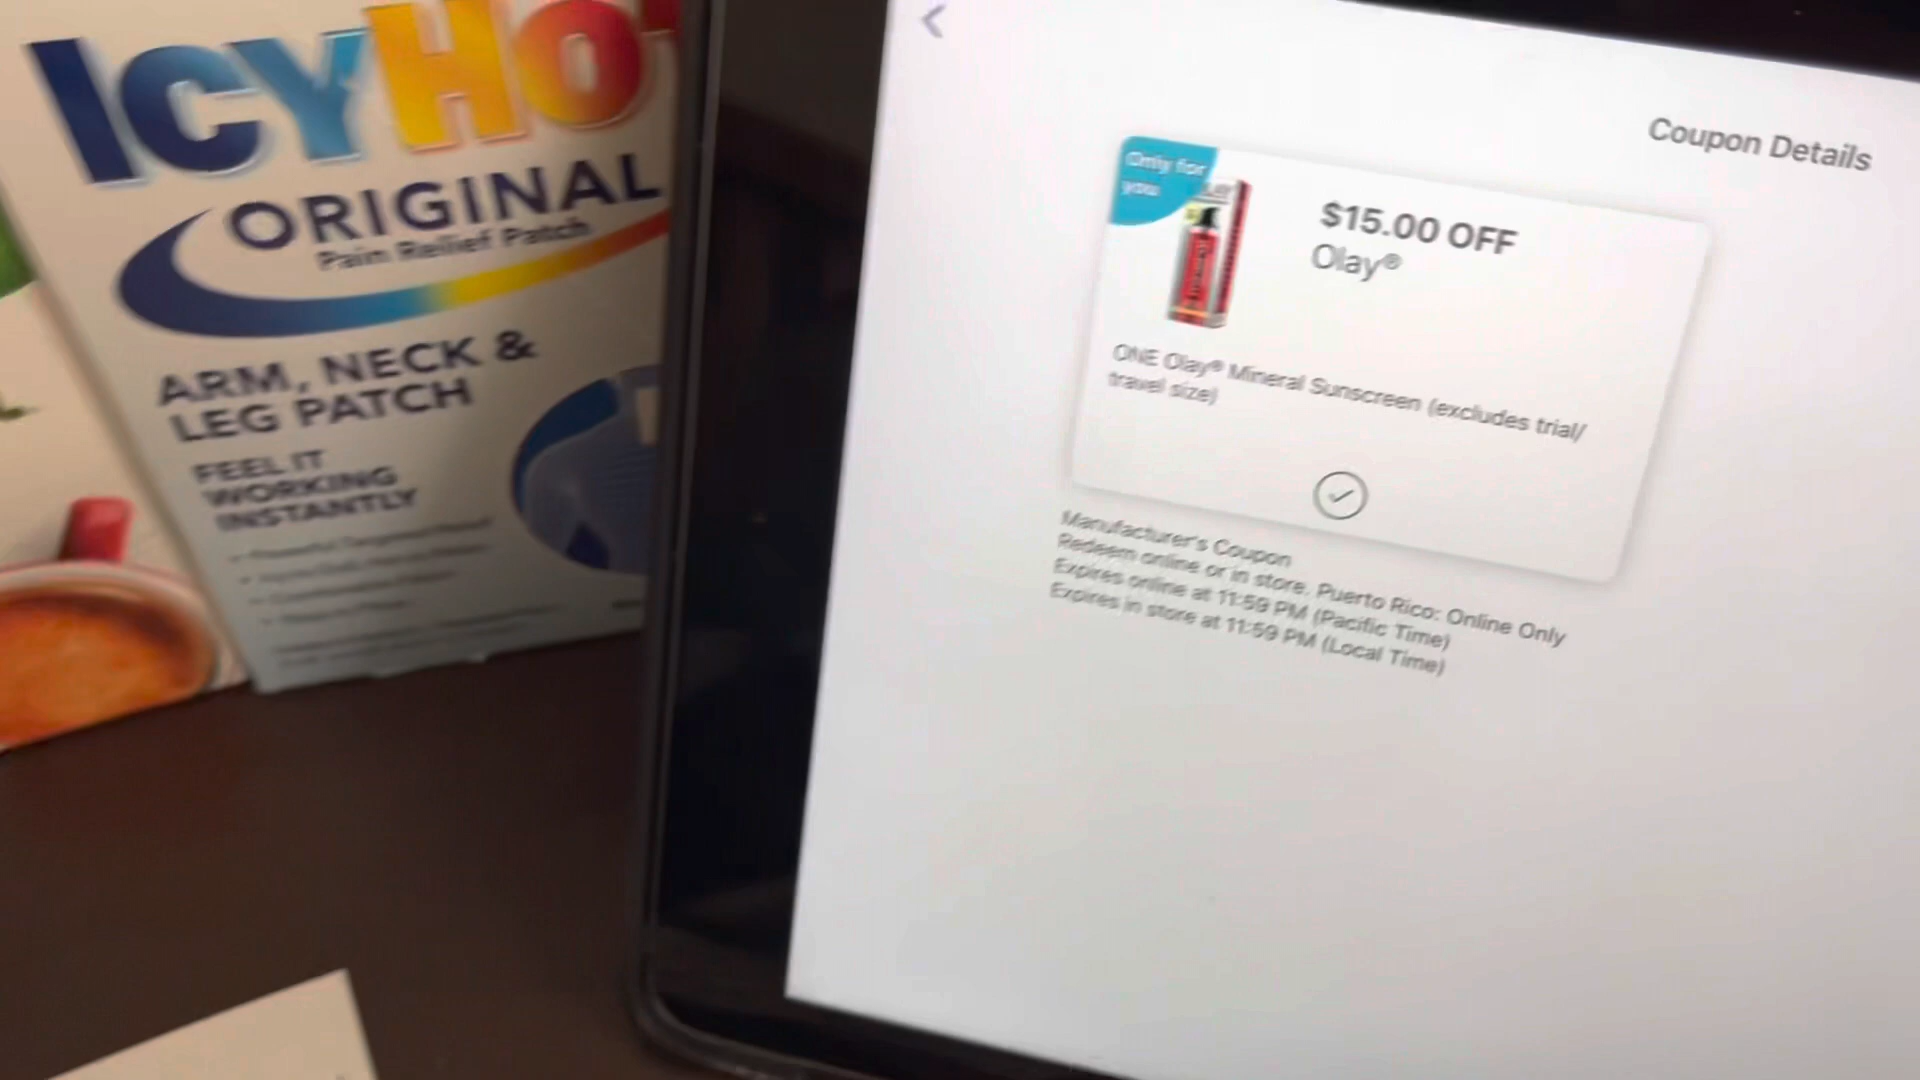 ICYHO
ORIGINAL
Pain Relief Patch
ARM, NECK &
LEG PATCH
FEEL IT
WORKING
INSTANTLY
Coupon Details
Only for
you
$15.00 OFF
Olay®
ONE Olay® Mineral Sunscreen (excludes trial/
travel size)
Manufacturer's Coupon
Redeem online or in store. Puerto Rico: Online Only
Expires online at 11:59 PM (Pacific Time)
Expires in store at 11:59 PM (Local Time)